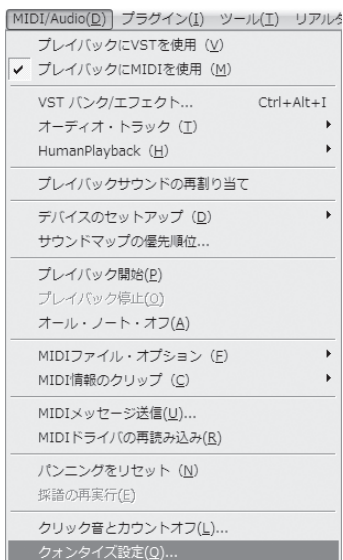 MIDI/Audio(D) プラグイン(I) ツール(T) リアルタ
プレイバックにVSTを使用 (V)
✓ プレイバックにMIDIを使用 (M)
VST バンク/エフェクト... Ctrl+Alt+I
オーディオ・トラック (T)
HumanPlayback (H)
プレイバックサウンドの再割り当て
デバイスのセットアップ (D)
サウンドマップの優先順位...
プレイバック開始(P)
プレイバック停止(O)
オール・ノート・オフ(A)
MIDIファイル・オプション (F)
MIDI情報のクリップ (C)
MIDIメッセージ送信(U)...
MIDIドライバの再読み込み(R)
パンニングをリセット (N)
採譜の再実行(E)
クリック音とカウントオフ(L)...
クォンタイズ設定(Q)...